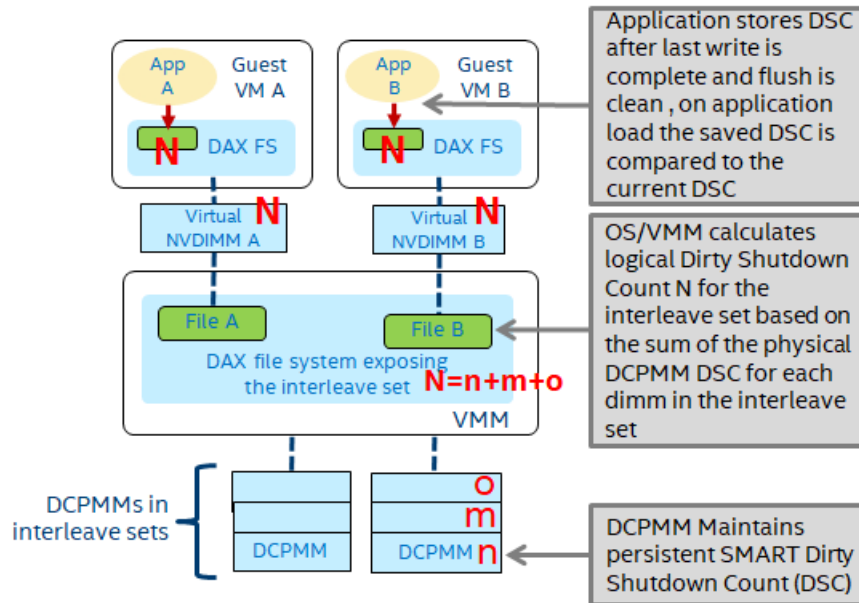 App
A
Guest
VM A
N
DAX FS
App
B
Guest
VM B
N
DAX FS
Application stores DSC
after last write is
complete and flush is
clean , on application
load the saved DSC is
compared to the
current DSC
Virtual N
NVDIMM A
Virtual N
NVDIMM B
File A
File B
DAX file system exposing
the interleave set N=n+m+o
VMM
OS/VMM calculates
logical Dirty Shutdown
Count N for the
interleave set based on
the sum of the physical
DCPMM DSC for each
dimm in the interleave
set
DCPMMs in
interleave sets
DCPMM
o
m
DCPMM n
DCPMM Maintains
persistent SMART Dirty
Shutdown Count (DSC)